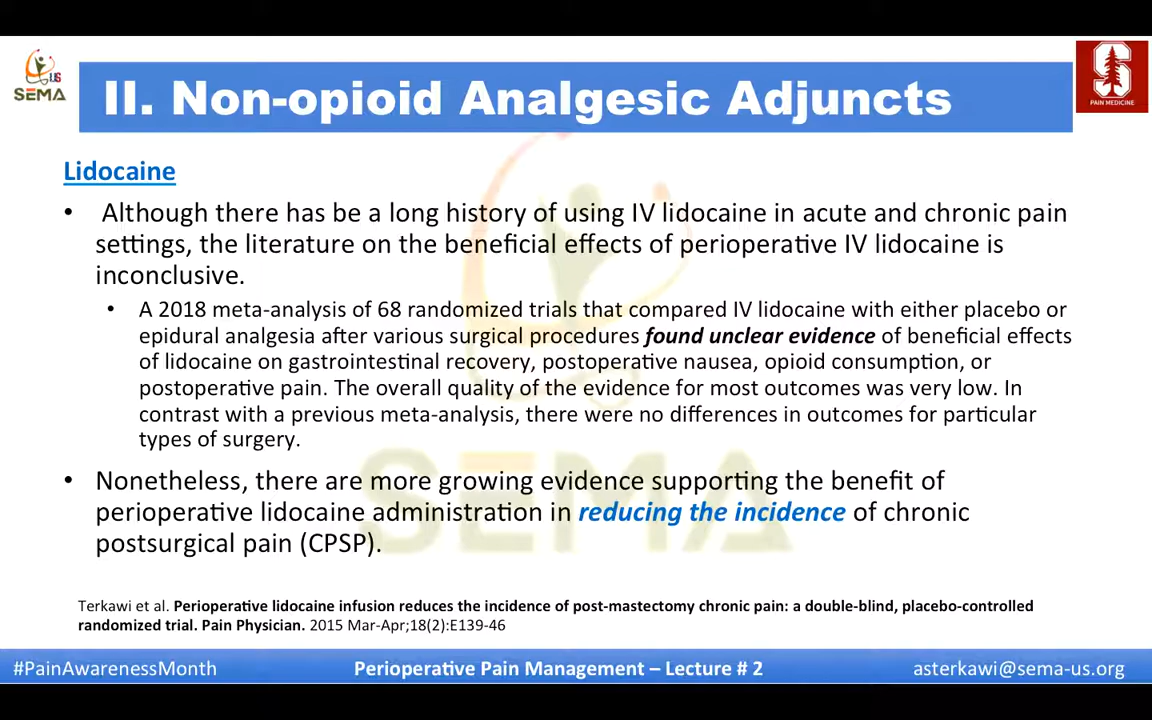 US
SEMA
II. Non-opioid Analgesic Adjuncts
S
PAIN MEDICINE
Lidocaine
• Although there has be a long history of using IV lidocaine in acute and chronic pain
settings, the literature on the beneficial effects of perioperative IV lidocaine is
inconclusive.
• A 2018 meta-analysis of 68 randomized trials that compared IV lidocaine with either placebo or
epidural analgesia after various surgical procedures found unclear evidence of beneficial effects
of lidocaine on gastrointestinal recovery, postoperative nausea, opioid consumption, or
postoperative pain. The overall quality of the evidence for most outcomes was very low. In
contrast with a previous meta-analysis, there were no differences in outcomes for particular
types of surgery.
• Nonetheless, there are more growing evidence supporting the benefit of
perioperative lidocaine administration in reducing the incidence of chronic
postsurgical pain (CPSP).
SEMA
Terkawi et al. Perioperative lidocaine infusion reduces the incidence of post-mastectomy chronic pain: a double-blind, placebo-controlled
randomized trial. Pain Physician. 2015 Mar-Apr;18(2):E139-46
#PainAwarenessMonth Perioperative Pain Management – Lecture # 2 asterkawi@sema-us.org